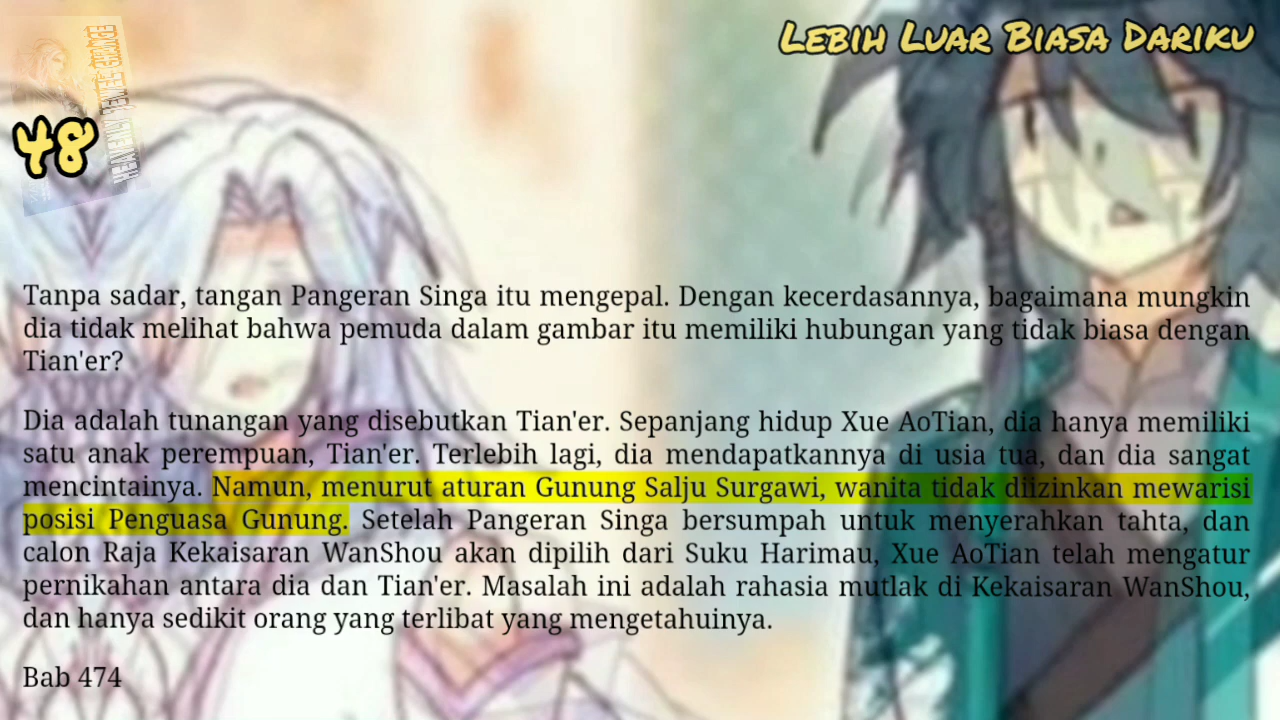 Lebih Luar Biasa Dariku
48
HEAVENLY JEWEL CHANGE
Tanpa sadar, tangan Pangeran Singa itu mengepal. Dengan kecerdasannya, bagaimana mungkin
dia tidak melihat bahwa pemuda dalam gambar itu memiliki hubungan yang tidak biasa dengan
Tian'er?
Dia adalah tunangan yang disebutkan Tian'er. Sepanjang hidup Xue AoTian, dia hanya memiliki
satu anak perempuan, Tian'er. Terlebih lagi, dia mendapatkannya di usia tua, dan dia sangat
mencintainya. Namun, menurut aturan Gunung Salju Surgawi, wanita tidak diizinkan mewarisi
posisi Penguasa Gunung. Setelah Pangeran Singa bersumpah untuk menyerahkan tahta, dan
calon Raja Kekaisaran WanShou akan dipilih dari Suku Harimau, Xue AoTian telah mengatur
pernikahan antara dia dan Tian'er. Masalah ini adalah rahasia mutlak di Kekaisaran WanShou,
dan hanya sedikit orang yang terlibat yang mengetahuinya.
Bab 474